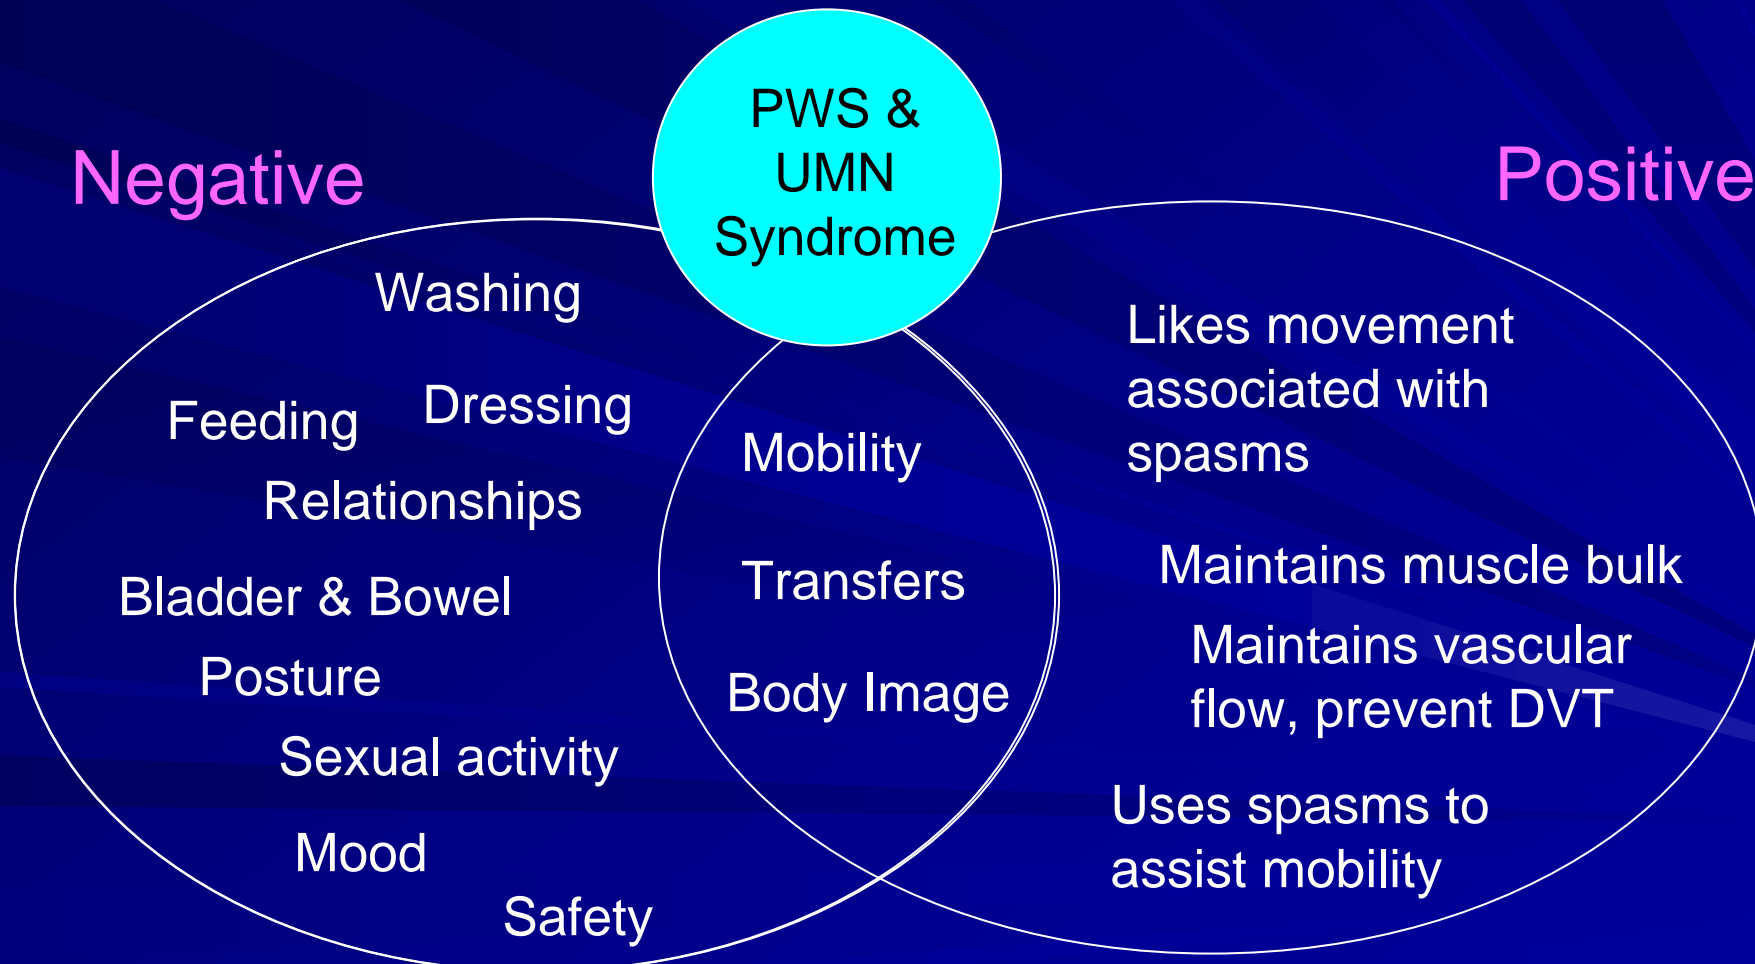 PWS &
UMN
Syndrome
Negative
Positive
Washing
Feeding
Dressing
Relationships
Bladder & Bowel
Posture
Sexual activity
Mood
Safety
Mobility
Transfers
Body Image
Likes movement
associated with
spasms
Maintains muscle bulk
Maintains vascular
flow, prevent DVT
Uses spasms to
assist mobility